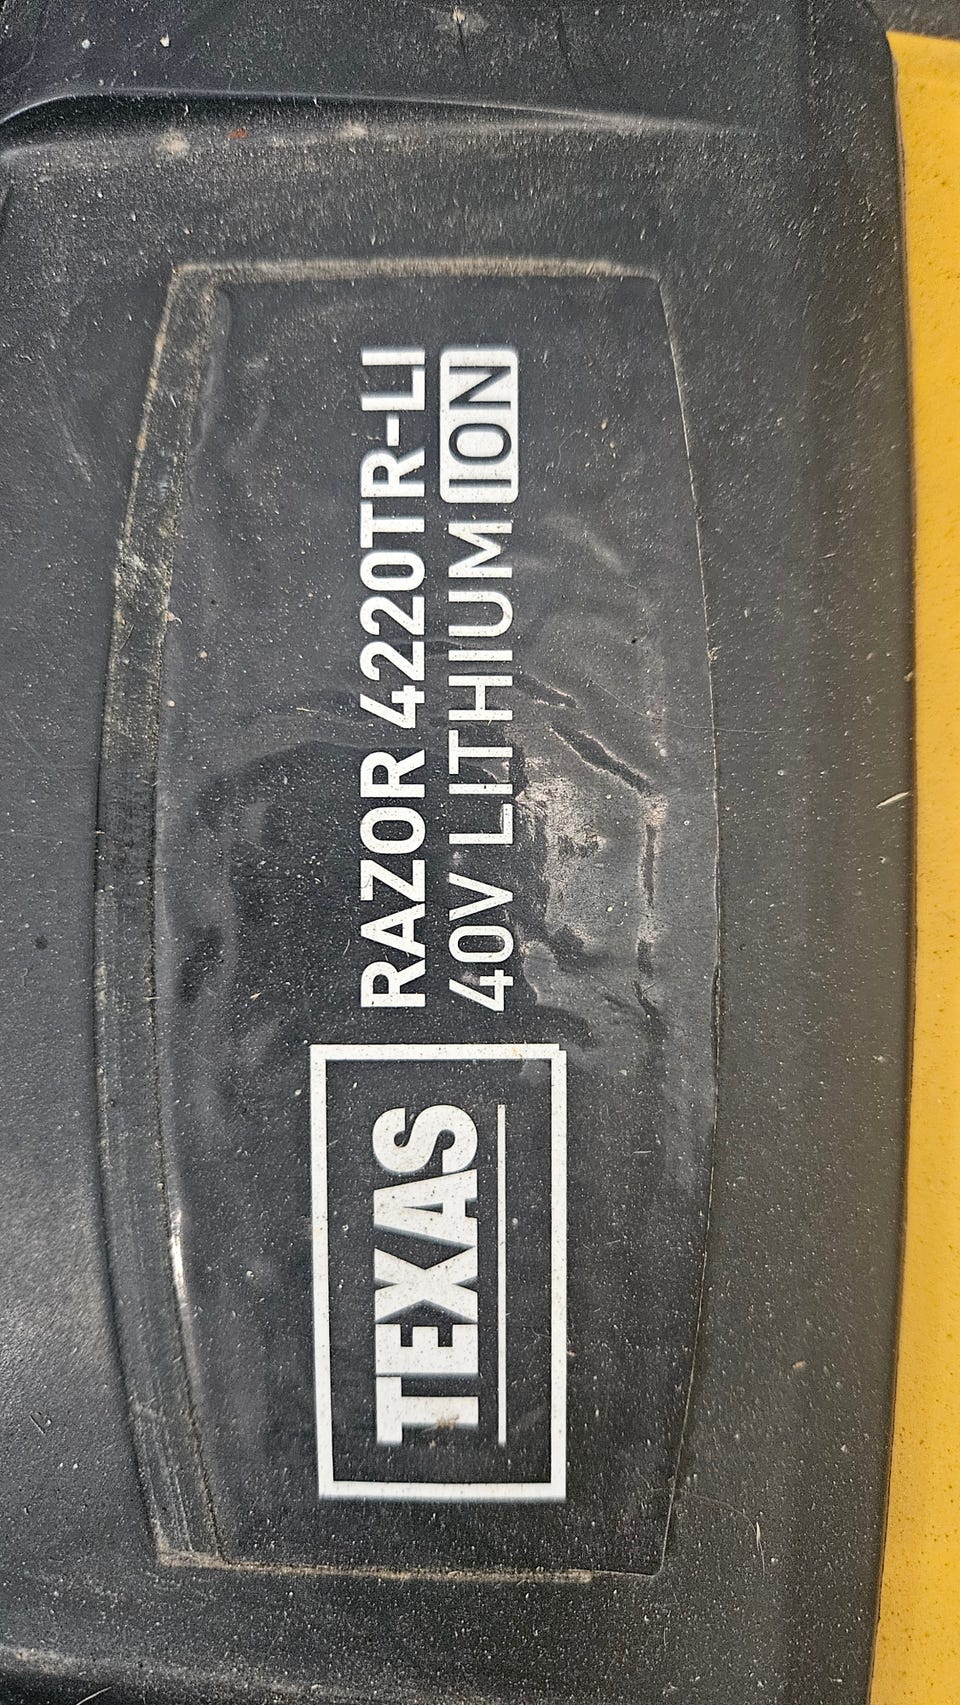 TEXAS
RAZOR 4220TR-LI
40V LITHIUM ION